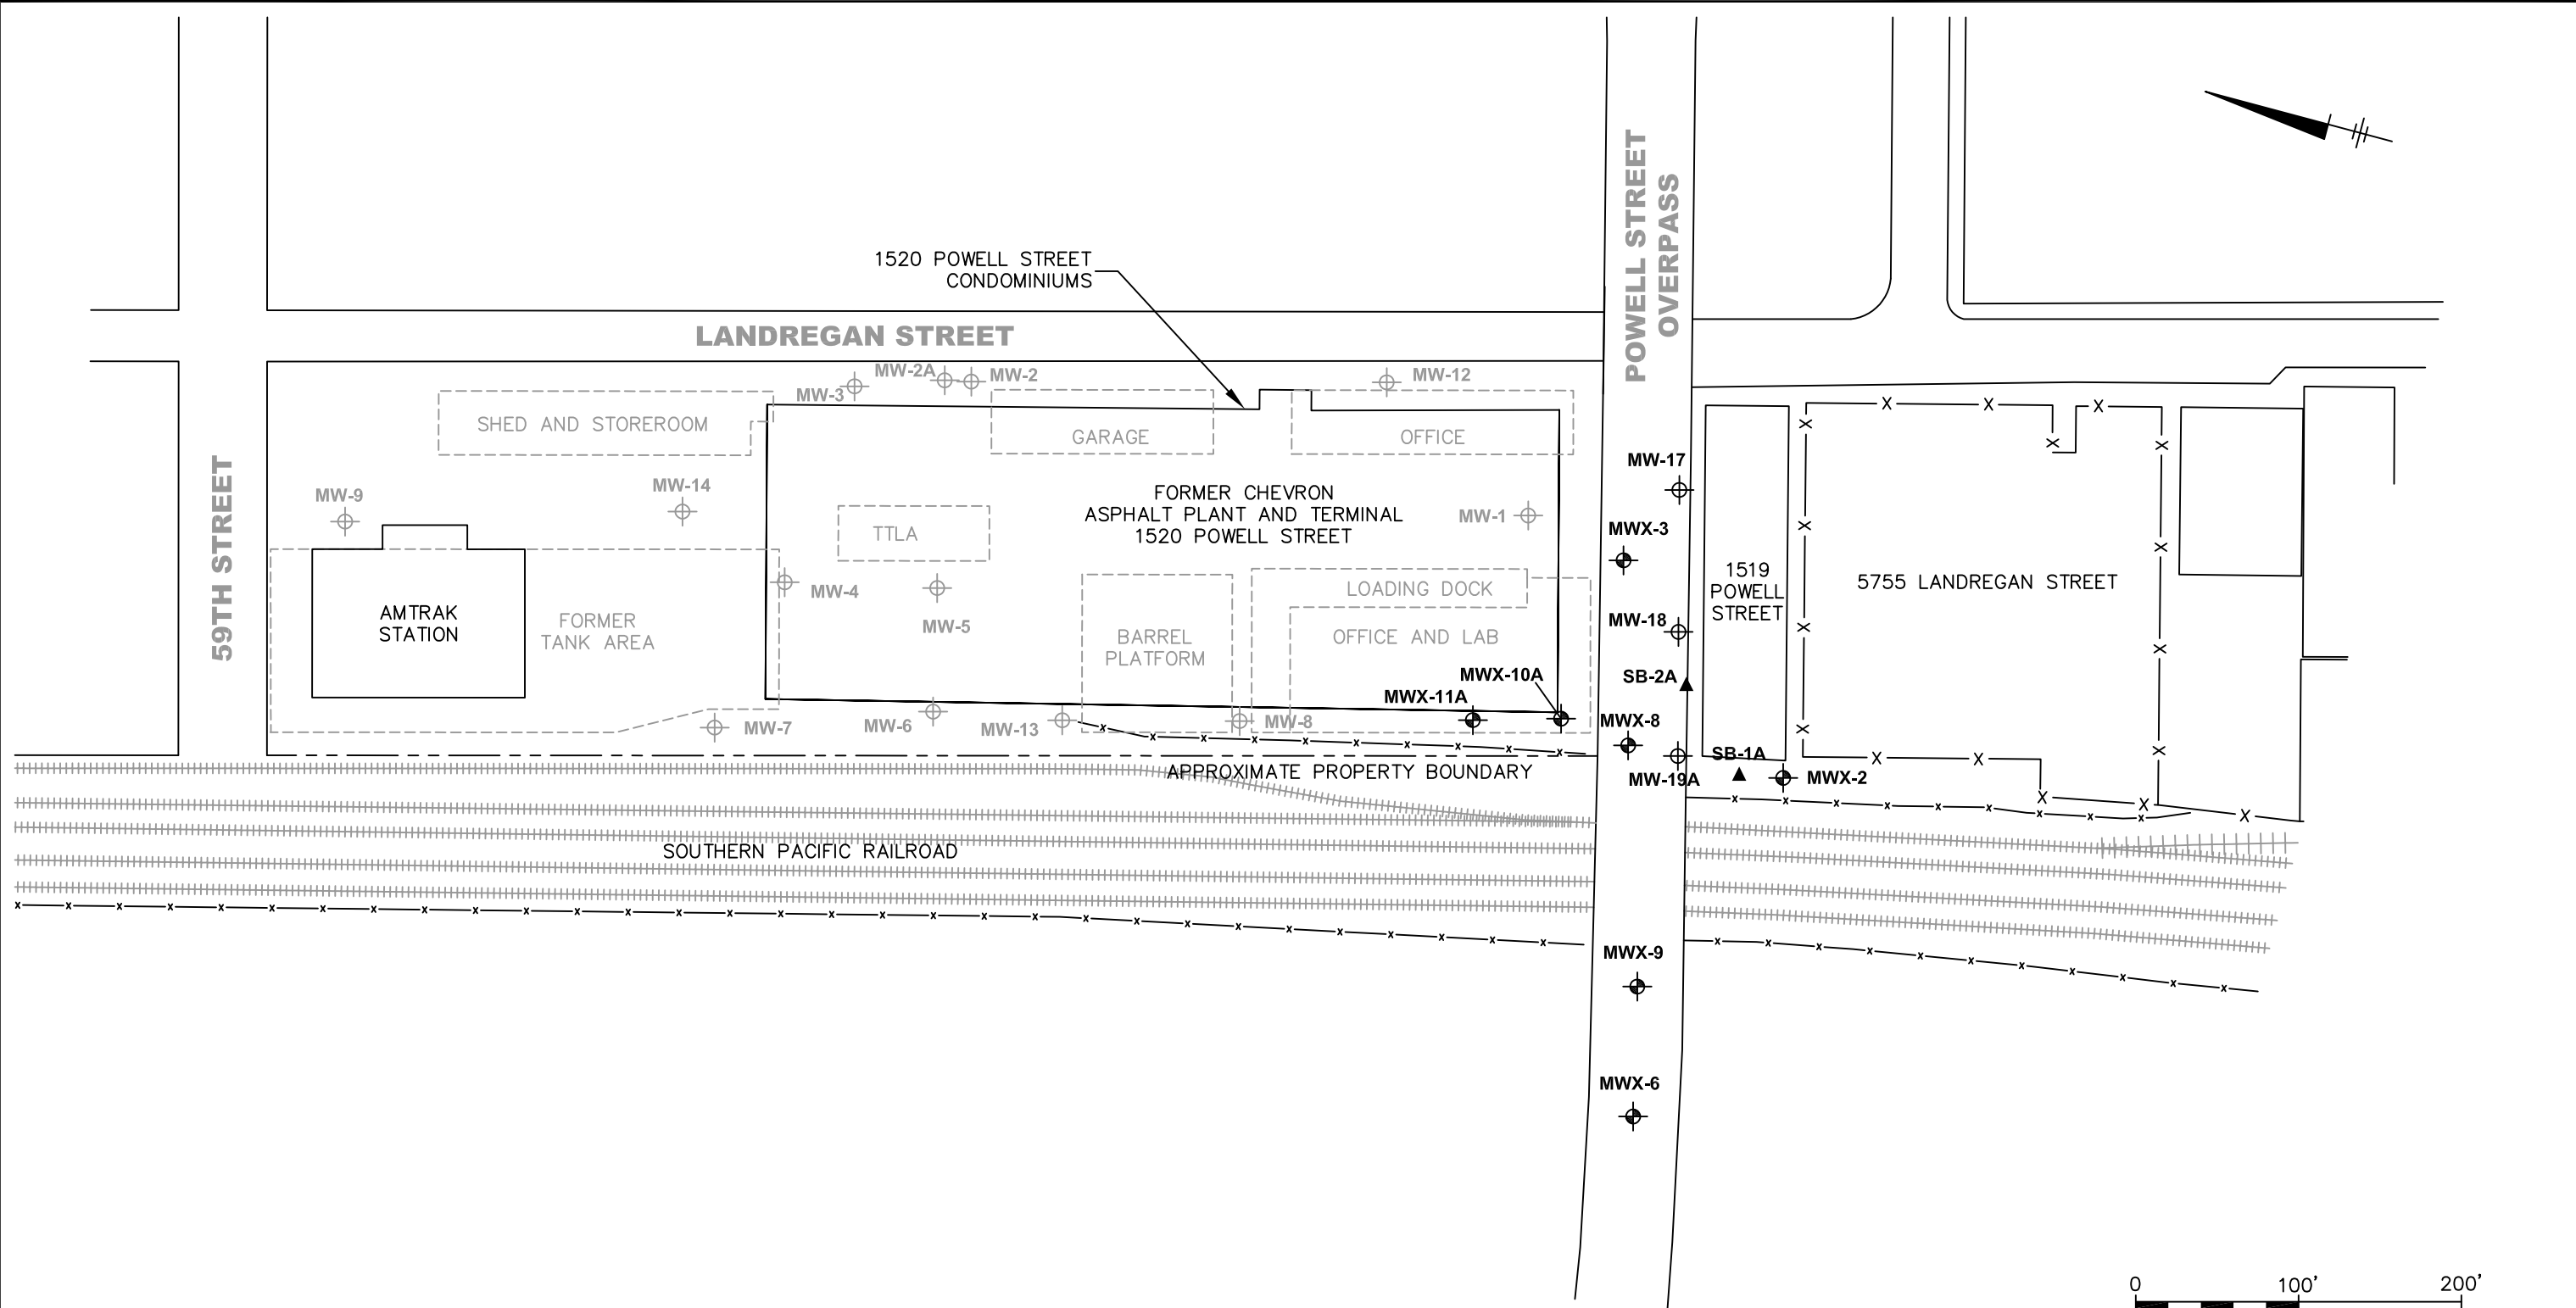 1520 POWELL STREET
CONDOMINIUMS
LANDREGAN STREET
POWELL STREET
OVERPASS
59TH STREET
MW-3
MW-2A
MW-2
MW-12
SHED AND STOREROOM
GARAGE
OFFICE
MW-9
MW-14
FORMER CHEVRON
ASPHALT PLANT AND TERMINAL
1520 POWELL STREET
MW-1
TTLA
MW-4
MW-5
AMTRAK
STATION
FORMER
TANK AREA
BARREL
PLATFORM
LOADING DOCK
OFFICE AND LAB
MWX-10A
MWX-11A
MW-7
MW-6
MW-13
MW-8
MW-17
MWX-3
MW-18
SB-2A
MWX-8
MW-19A
SB-1A
MWX-2
1519
POWELL
STREET
5755 LANDREGAN STREET
APPROXIMATE PROPERTY BOUNDARY
SOUTHERN PACIFIC RAILROAD
MWX-9
MWX-6
0 100' 200'